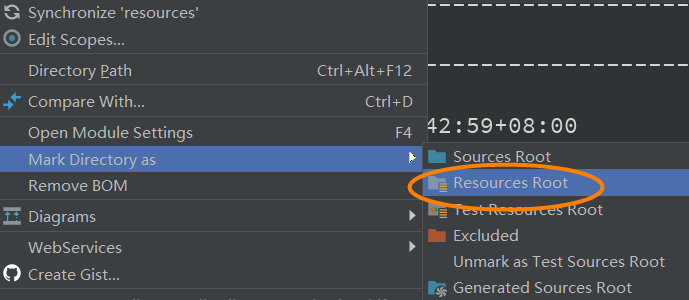 Synchronize 'resources'
Edit Scopes...
Directory Path Ctrl+Alt+F12
Compare With... Ctrl+D
Open Module Settings F4
42:59+08:00
Mark Directory as
Remove BOM
Diagrams
WebServices
Create Gist...
Sources Root
Resources Root
Test Resources Root
Excluded
Unmark as Test Sources Root
Generated Sources Root